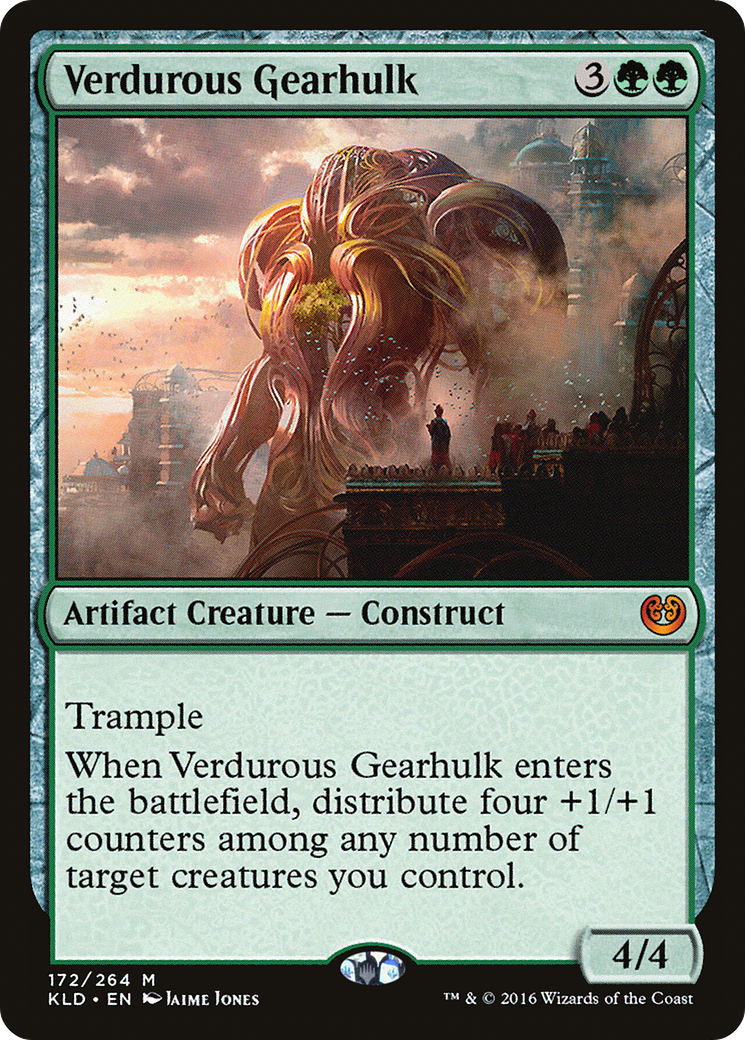 Verdurous Gearhulk 3
Artifact Creature — Construct
Trample
When Verdurous Gearhulk enters
the battlefield, distribute four +1/+1
counters among any number of
target creatures you control.
4/4
172/264 M
KLD • EN Jaime Jones
™ & © 2016 Wizards of the Coast